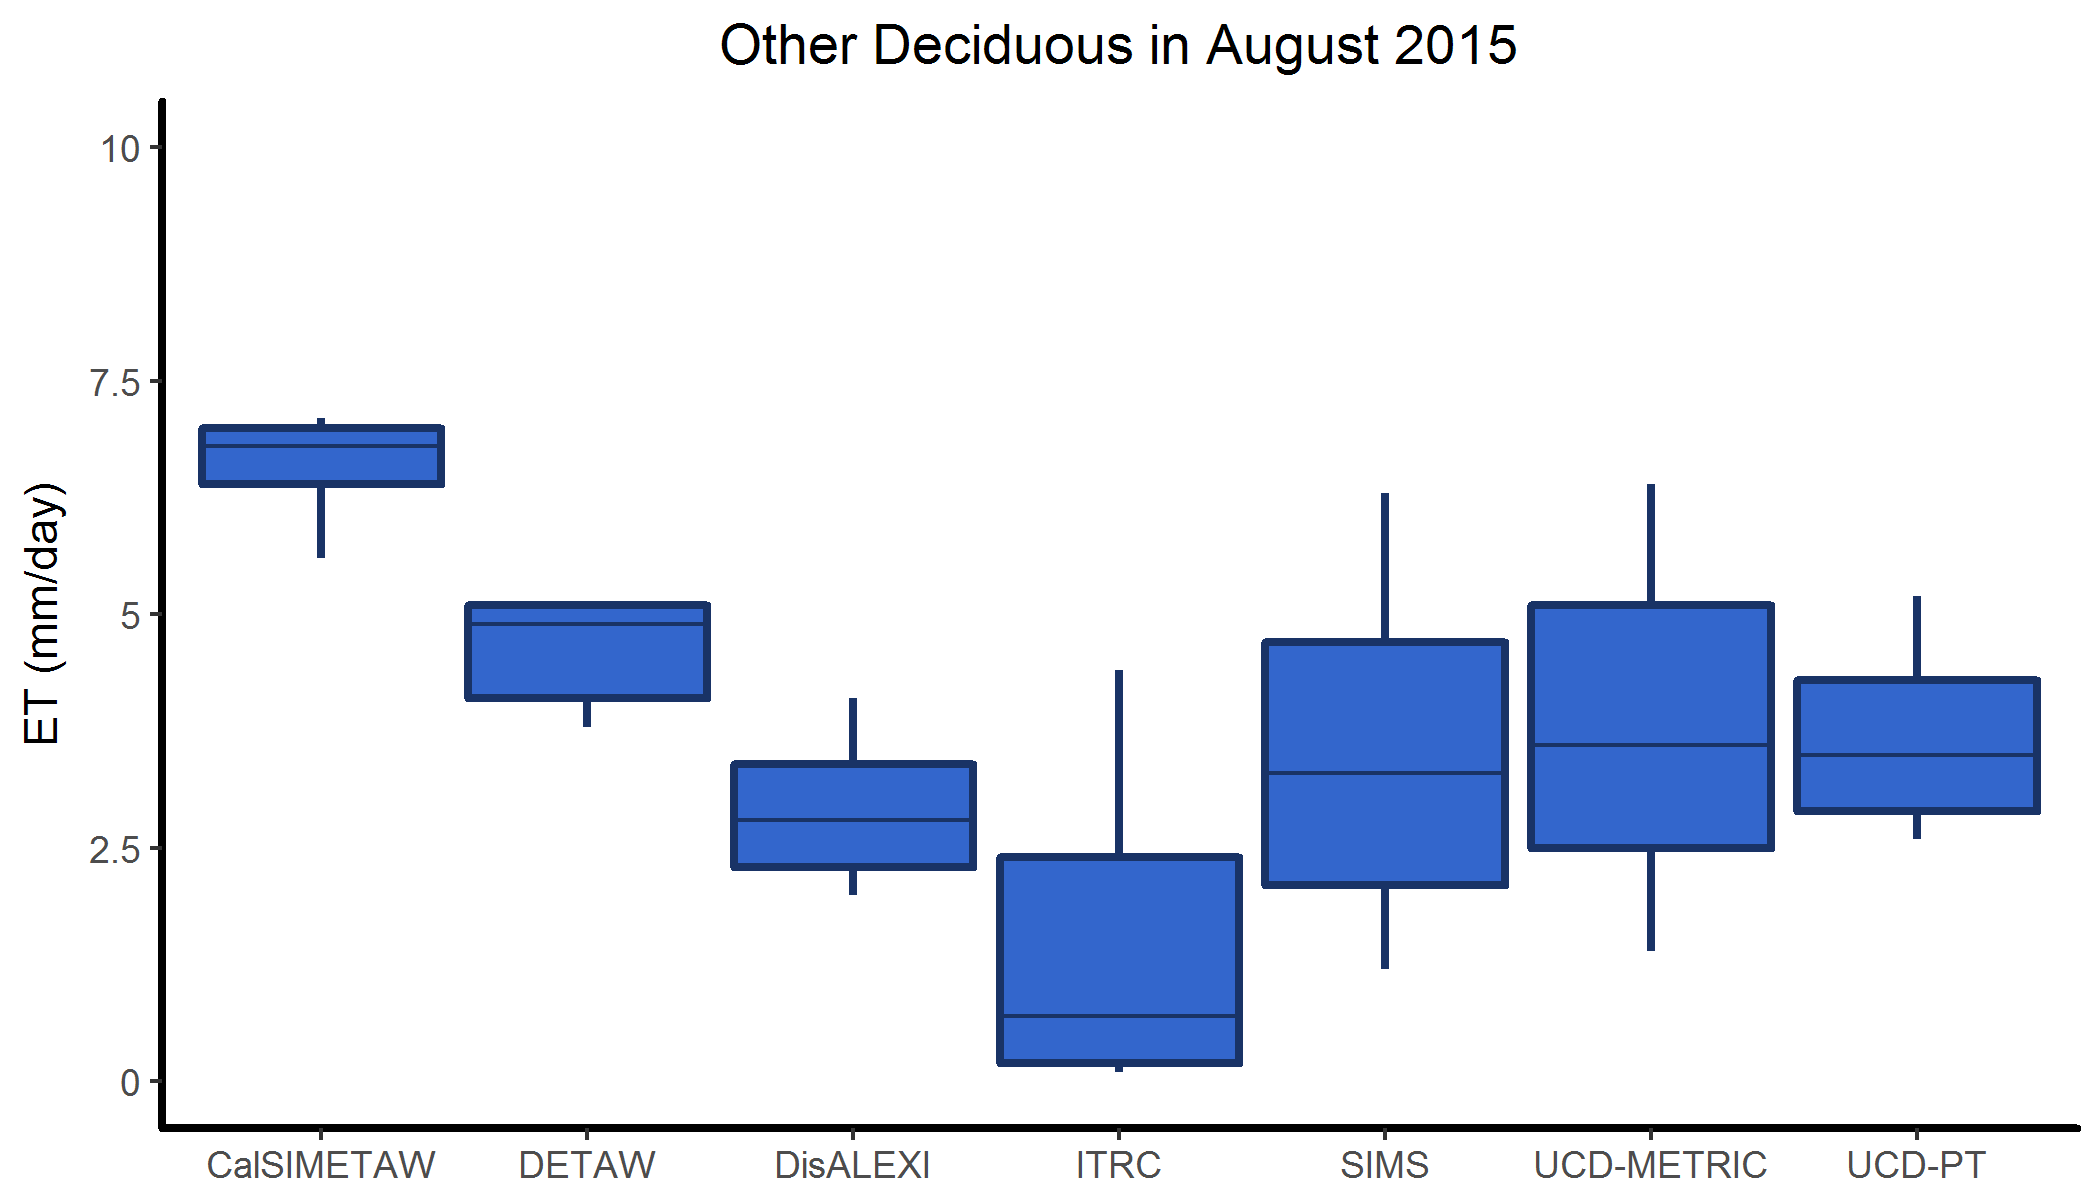 Other Deciduous in August 2015
ET (mm/day)
10
7.5
5
2.5
0
CalSIMETAW DETAW DisALEXI ITRC SIMS UCD-METRIC UCD-PT